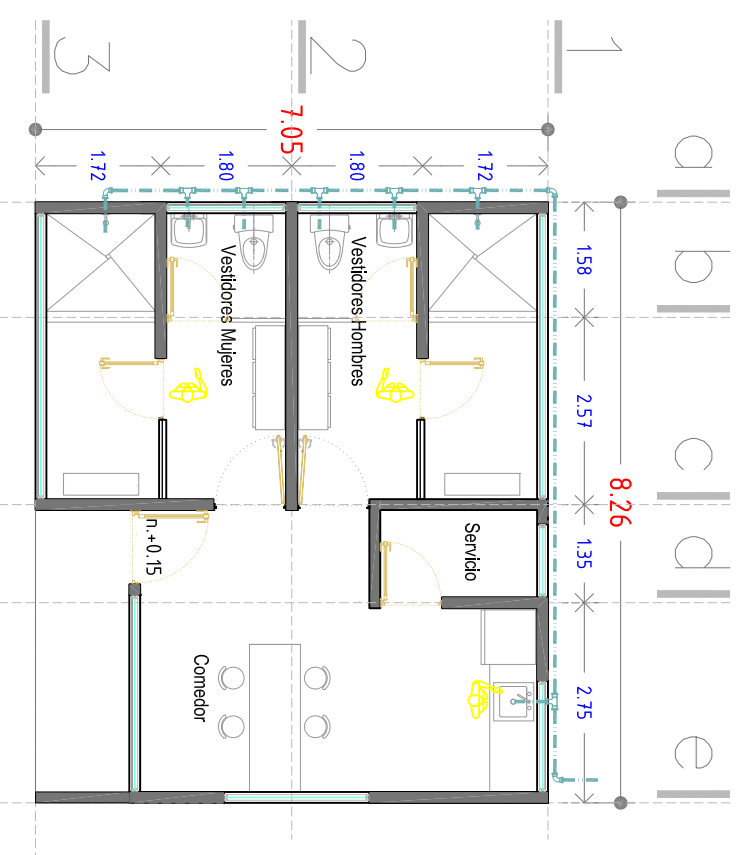 3
2
1
7.05
1.72
1.80
1.80
1.72
a
b
c
d
e
1.58
2.57
1.35
2.75
8.26
Vestidores Mujeres
Vestidores Hombres
Servicio
n.+0.15
Comedor